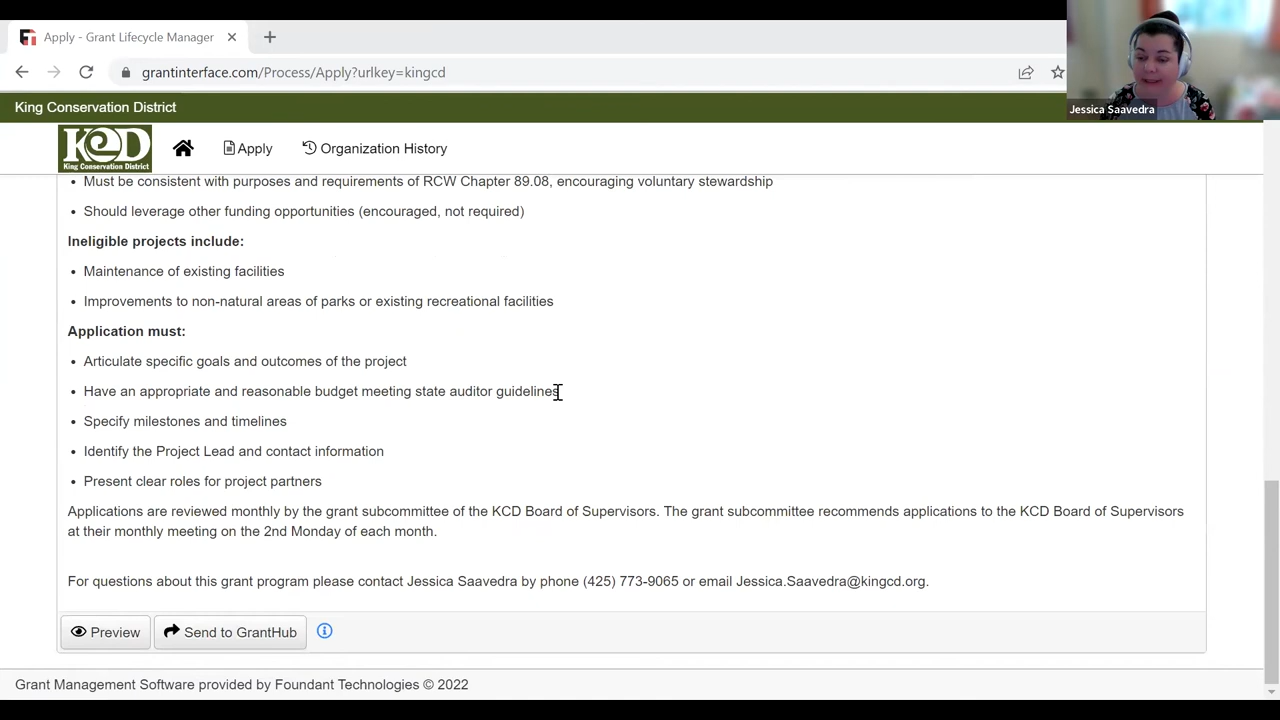 Apply - Grant Lifecycle Manager
grantinterface.com/Process/Apply?urlkey=kingcd
King Conservation District
Jessica Saavedra
KCD
King Conservation District
Apply
Organization History
• Must be consistent with purposes and requirements of RCW Chapter 89.08, encouraging voluntary stewardship
• Should leverage other funding opportunities (encouraged, not required)
Ineligible projects include:
• Maintenance of existing facilities
• Improvements to non-natural areas of parks or existing recreational facilities
Application must:
• Articulate specific goals and outcomes of the project
• Have an appropriate and reasonable budget meeting state auditor guidelines
• Specify milestones and timelines
• Identify the Project Lead and contact information
• Present clear roles for project partners
Applications are reviewed monthly by the grant subcommittee of the KCD Board of Supervisors. The grant subcommittee recommends applications to the KCD Board of Supervisors
at their monthly meeting on the 2nd Monday of each month.
For questions about this grant program please contact Jessica Saavedra by phone (425) 773-9065 or email Jessica.Saavedra@kingcd.org.
Preview
Send to GrantHub
Grant Management Software provided by Foundant Technologies © 2022